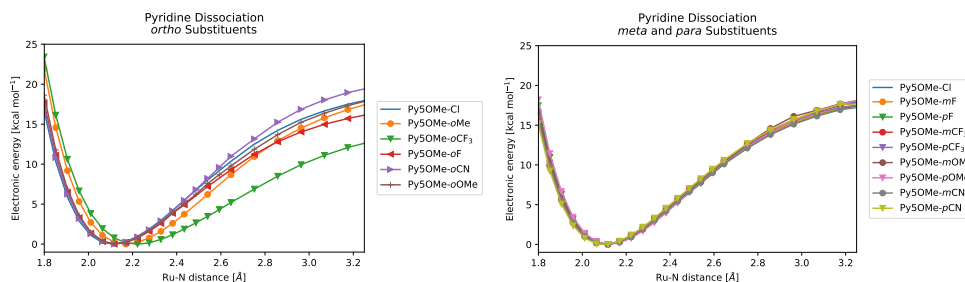 Pyridine Dissociation
ortho Substituents
Electronic energy [kcal mol⁻¹]
25
20
15
10
5
0
1.8 2.0 2.2 2.4 2.6 2.8 3.0 3.2
Ru-N distance [Å]
Py5OMe-Cl
Py5OMe-oMe
Py5OMe-oCF₃
Py5OMe-oF
Py5OMe-oCN
Py5OMe-oOMe
Pyridine Dissociation
meta and para Substituents
Electronic energy [kcal mol⁻¹]
25
20
15
10
5
0
1.8 2.0 2.2 2.4 2.6 2.8 3.0 3.2
Ru-N distance [Å]
Py5OMe-Cl
Py5OMe-mF
Py5OMe-pF
Py5OMe-mCF₃
Py5OMe-pCF₃
Py5OMe-mOM
Py5OMe-pOMe
Py5OMe-mCN
Py5OMe-pCN